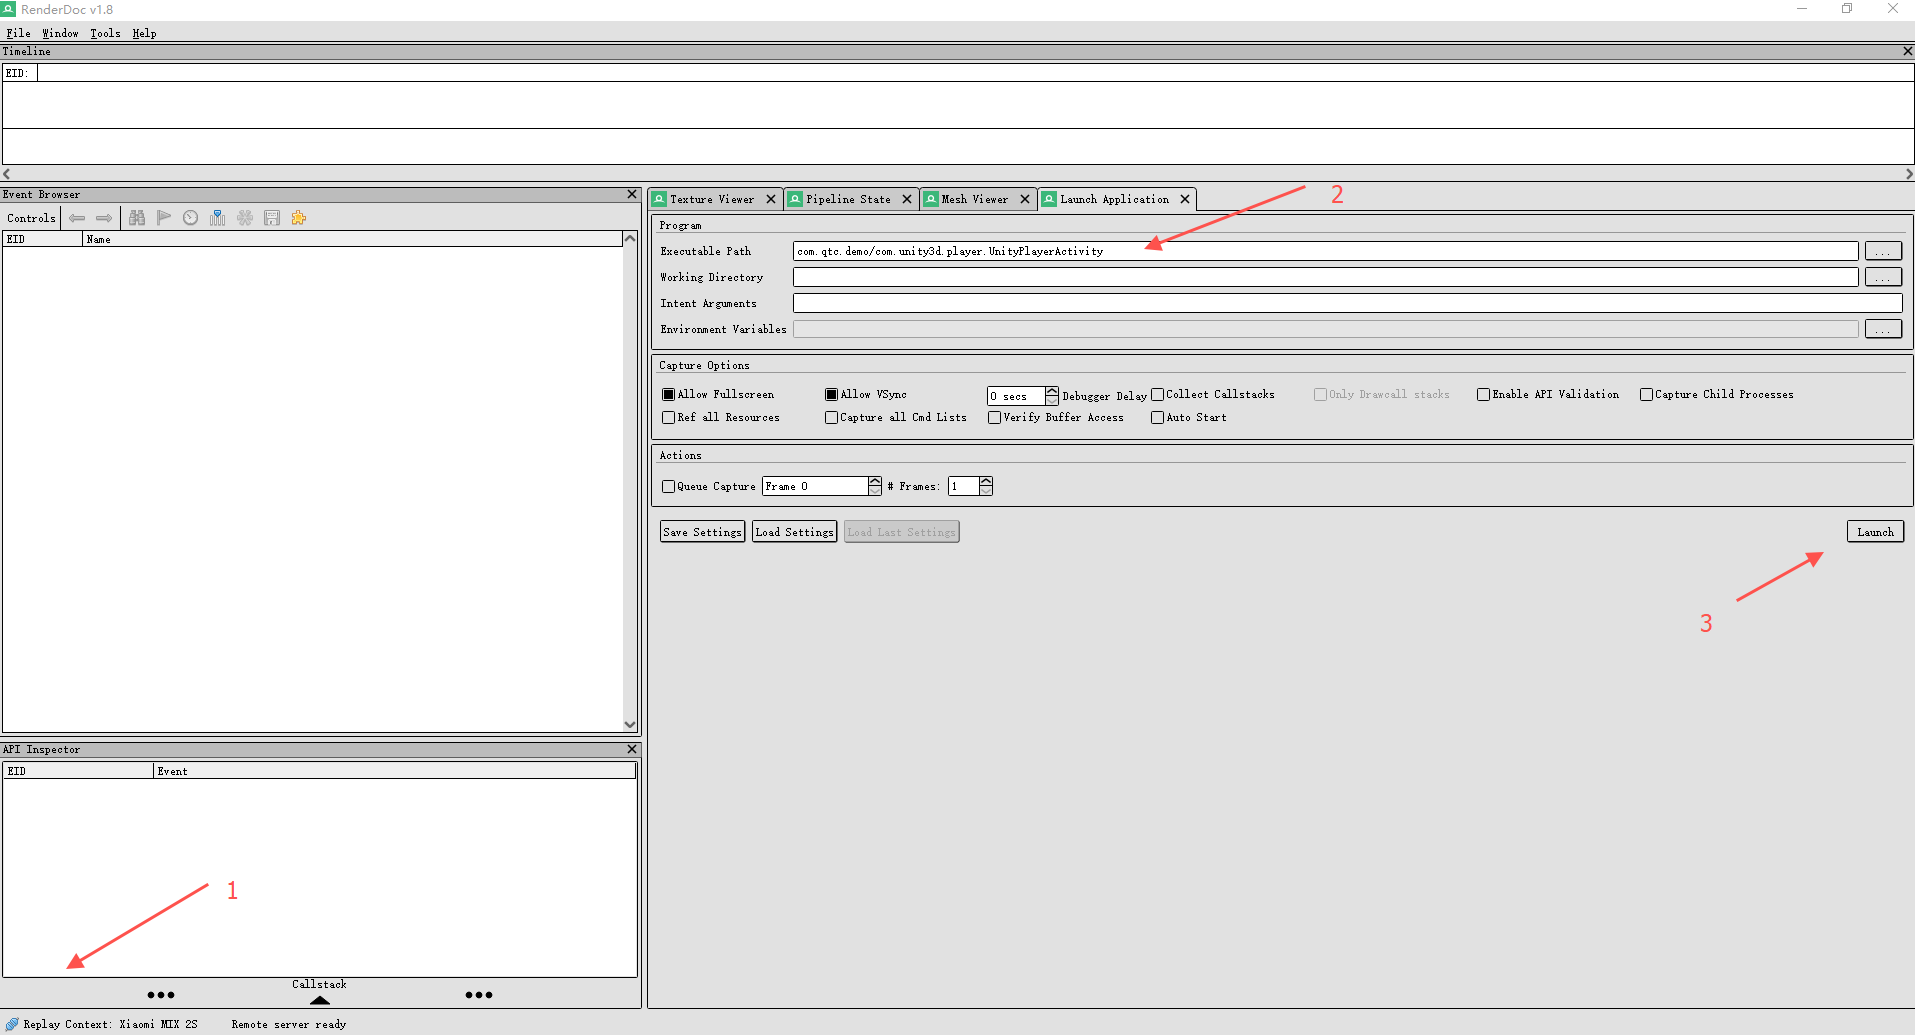 RenderDoc v1.8
File Window Tools Help
Timeline
EID:
Event Browser
Controls
EID Name
Texture Viewer Pipeline State Mesh Viewer Launch Application
2
Program
Executable Path com.qtc.demo/com.unity3d.player.UnityPlayerActivity ...
Working Directory ...
Intent Arguments
Environment Variables ...
Capture Options
Allow Fullscreen Allow VSync 0 secs Debugger Delay Collect Callstacks Only Drawcall stacks Enable API Validation Capture Child Processes
Ref all Resources Capture all Cmd Lists Verify Buffer Access Auto Start
Actions
Queue Capture Frame 0 # Frames: 1
Save Settings Load Settings Load Last Settings Launch
3
API Inspector
EID Event
1
Callstack
Replay Context: Xiaomi MIX 2S Remote server ready